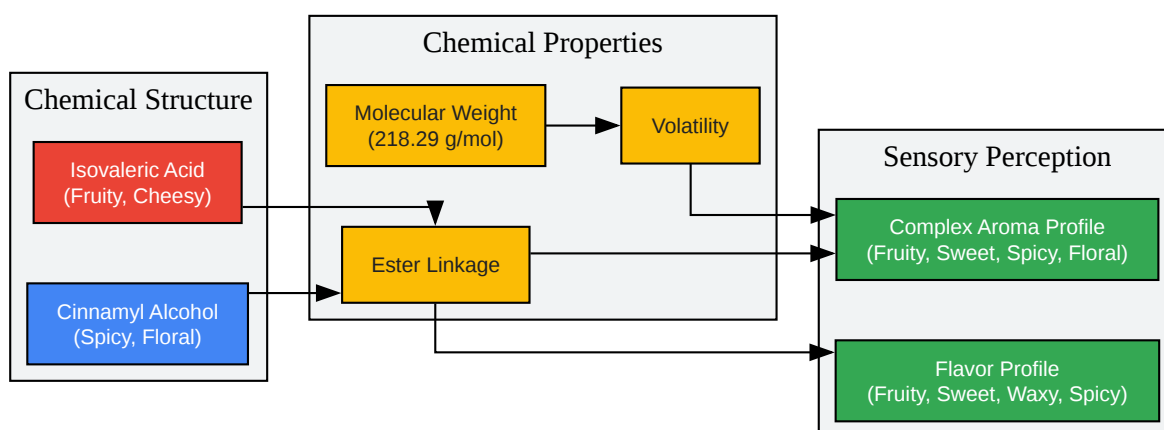 Chemical Structure
Isovaleric Acid
(Fruity, Cheesy)
Cinnamyl Alcohol
(Spicy, Floral)
Chemical Properties
Molecular Weight
(218.29 g/mol)
Volatility
Ester Linkage
Sensory Perception
Complex Aroma Profile
(Fruity, Sweet, Spicy, Floral)
Flavor Profile
(Fruity, Sweet, Waxy, Spicy)